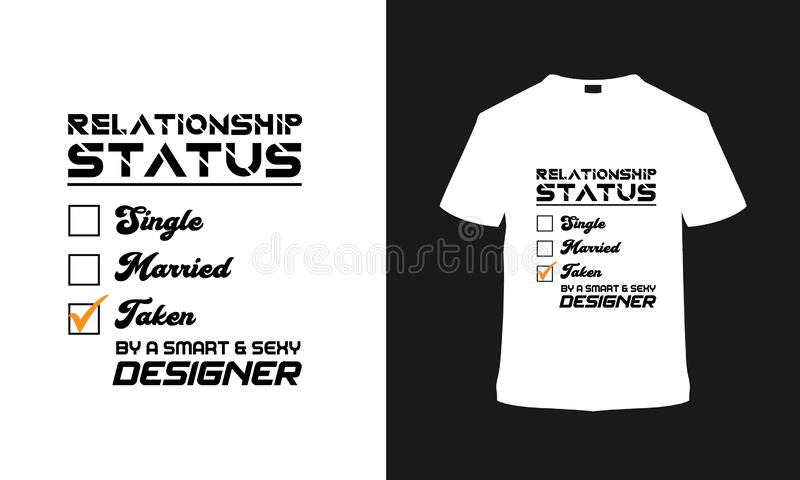 RELATIONSHIP
STATUS
Single
Married
Taken
BY A SMART & SEXY
DESIGNER
RELATIONSHIP
STATUS
Single
Married
Taken
BY A SMART & SEXY
DESIGNER
dreamstime